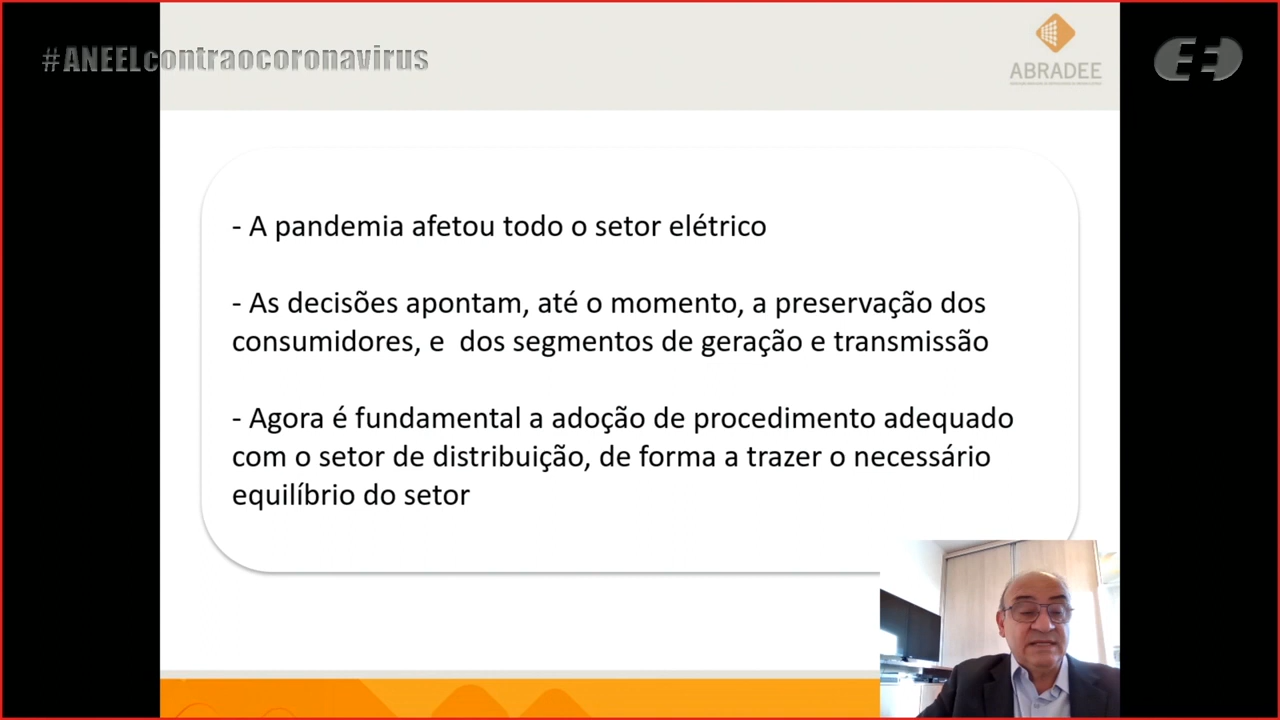 #ANEELcontraocoronavirus
ABRADEE
- A pandemia afetou todo o setor elétrico
- As decisões apontam, até o momento, a preservação dos
consumidores, e dos segmentos de geração e transmissão
- Agora é fundamental a adoção de procedimento adequado
com o setor de distribuição, de forma a trazer o necessário
equilíbrio do setor